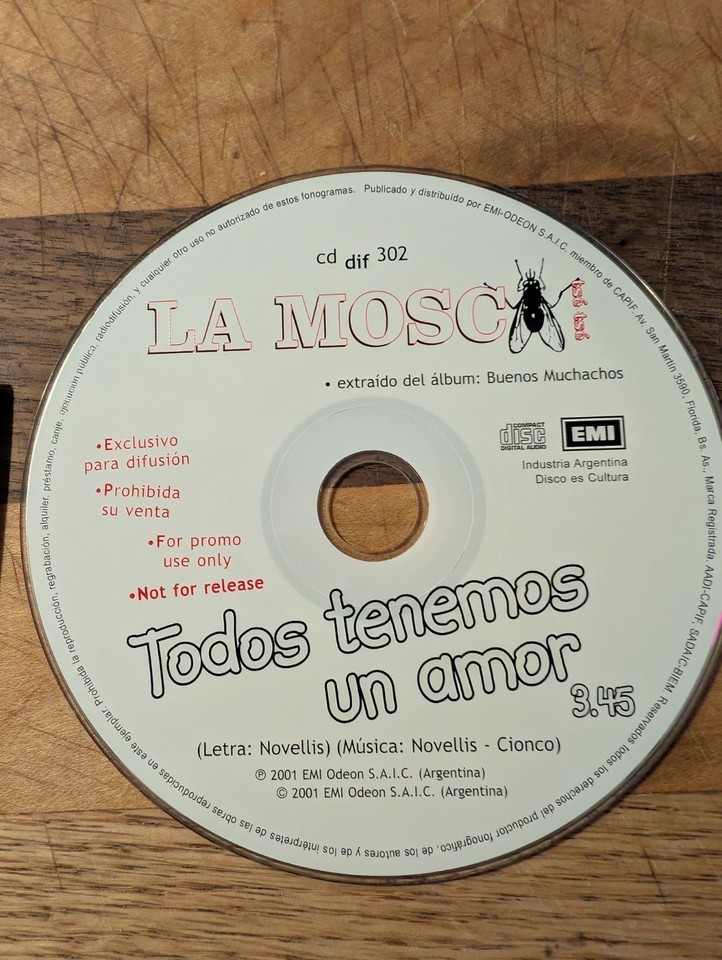 cd dif 302
LA MOSCA
tsé tsé
• extraído del álbum: Buenos Muchachos
COMPACT
disc
DIGITAL AUDIO
EMI
Industria Argentina
Disco es Cultura
•Exclusivo
para difusión
•Prohibida
su venta
•For promo
use only
•Not for release
Todos tenemos
un amor
3.45
(Letra: Novellis) (Música: Novellis - Cionco)
℗ 2001 EMI Odeon S.A.I.C. (Argentina)
© 2001 EMI Odeon S.A.I.C. (Argentina)
Publicado y distribuído por EMI-ODEON S.A.I.C. miembro de CAPIF. Av. San Martín 3590, Florida, Bs. As., Marca Registrada. AADI-CAPIF. SADAIC-BIEM. Reservados todos los derechos del productor fonográfico, de los autores y de los intérpretes de las obras reproducidas en este ejemplar. Prohibida la reproducción, regrabación, alquiler, préstamo, canje, ejecución pública, radiodifusión, y cualquier otro uso no autorizado de estos fonogramas.